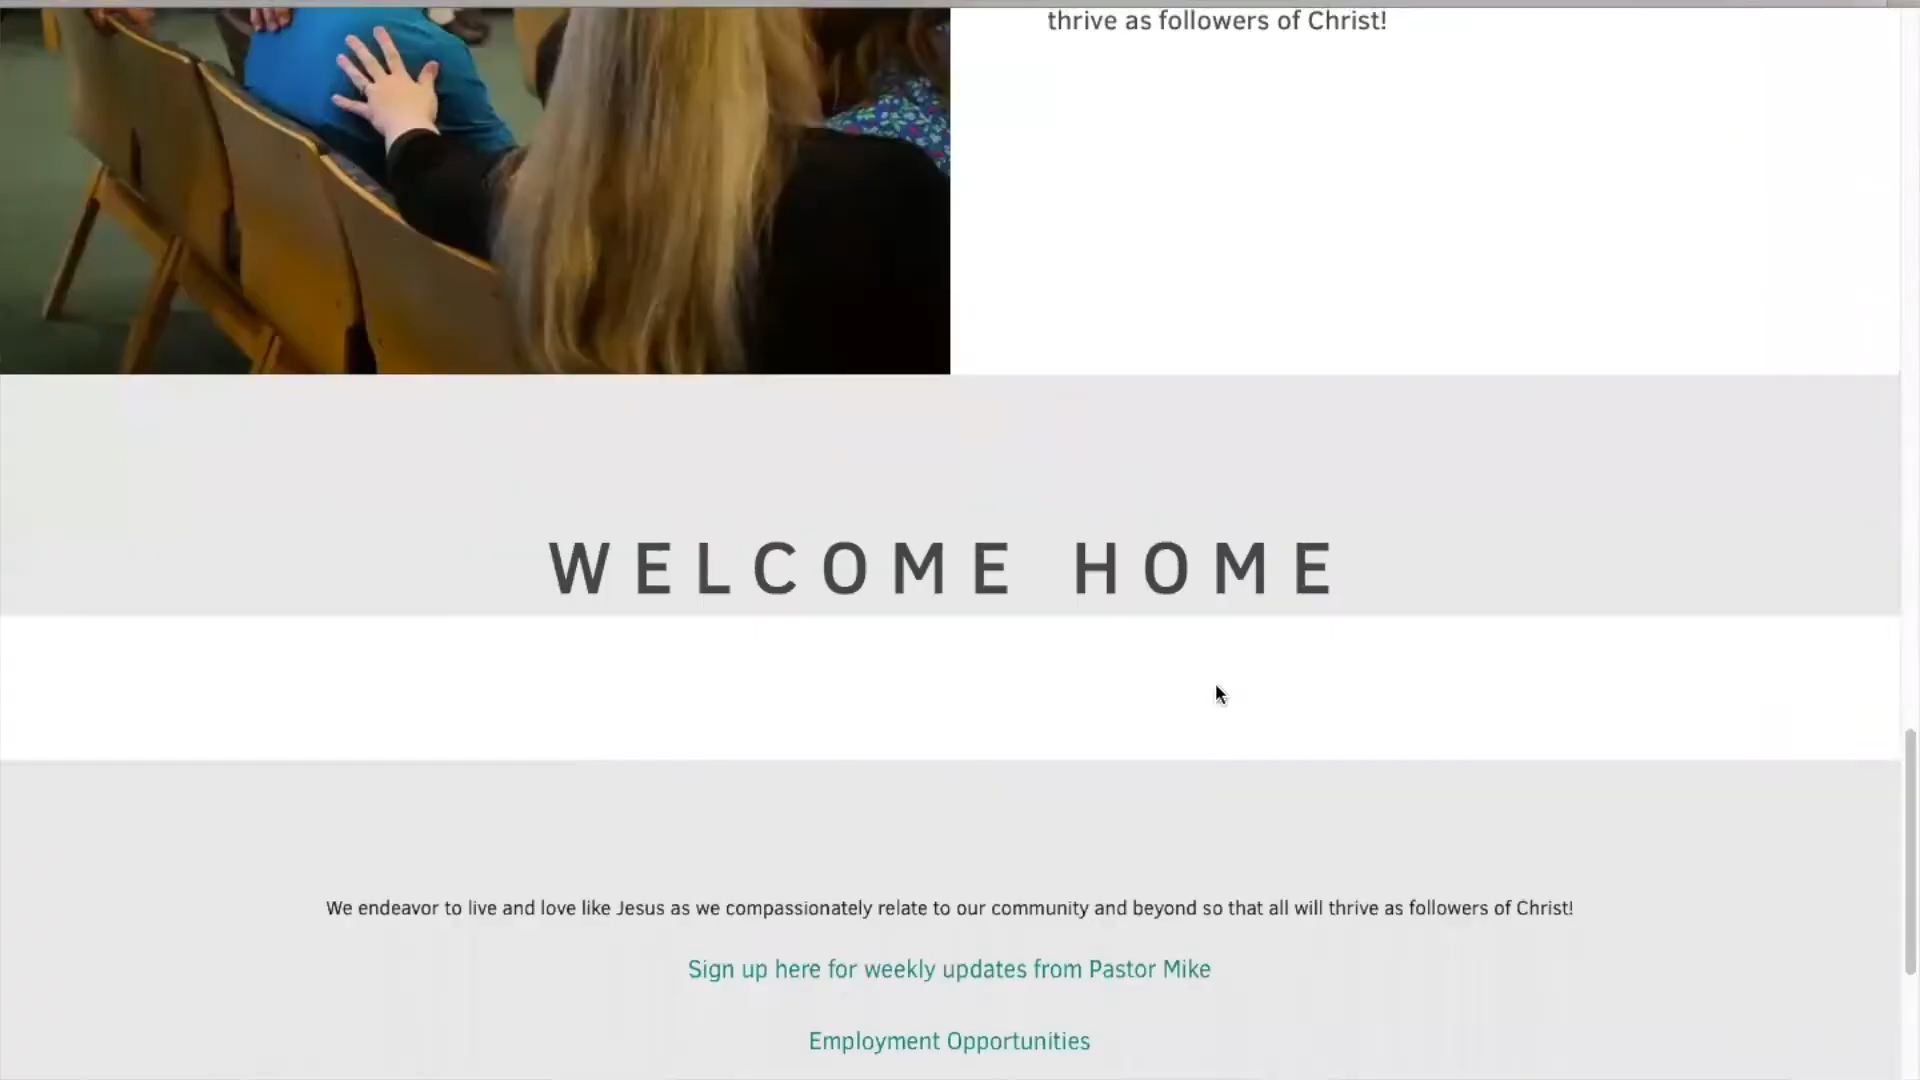 thrive as followers of Christ!
WELCOME HOME
We endeavor to live and love like Jesus as we compassionately relate to our community and beyond so that all will thrive as followers of Christ!
Sign up here for weekly updates from Pastor Mike
Employment Opportunities